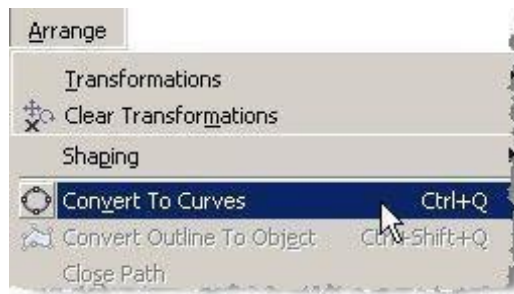 Arrange
Transformations
Clear Transformations
Shaping
Convert To Curves Ctrl+Q
Convert Outline To Object Ctrl+Shift+Q
Close Path